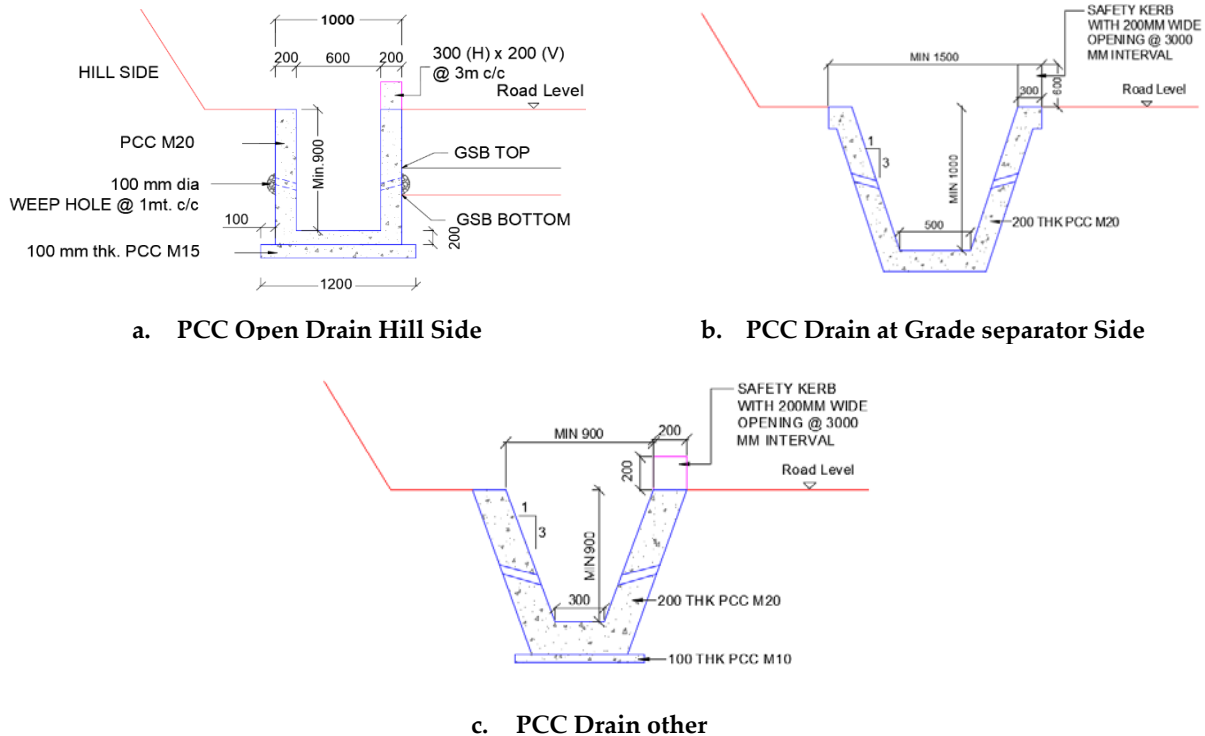 1000
200
600
200
300 (H) x 200 (V)
@ 3m c/c
HILL SIDE
Road Level
PCC M20
Min.900
GSB TOP
100 mm dia
WEEP HOLE @ 1mt. c/c
100
GSB BOTTOM
200
100 mm thk. PCC M15
1200
a. PCC Open Drain Hill Side
SAFETY KERB
WITH 200MM WIDE
OPENING @ 3000
MM INTERVAL
MIN 1500
300
600
Road Level
1
3
MIN 1000
500
200 THK PCC M20
b. PCC Drain at Grade separator Side
SAFETY KERB
WITH 200MM WIDE
OPENING @ 3000
MM INTERVAL
MIN 900
200
200
Road Level
1
3
MIN900
300
200 THK PCC M20
100 THK PCC M10
c. PCC Drain other